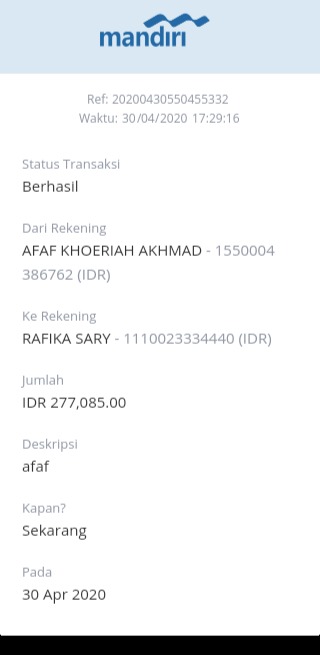 mandiri
Ref: 20200430550455332
Waktu: 30/04/2020 17:29:16
Status Transaksi
Berhasil
Dari Rekening
AFAF KHOERIAH AKHMAD - 1550004
386762 (IDR)
Ke Rekening
RAFIKA SARY - 1110023334440 (IDR)
Jumlah
IDR 277,085.00
Deskripsi
afaf
Kapan?
Sekarang
Pada
30 Apr 2020